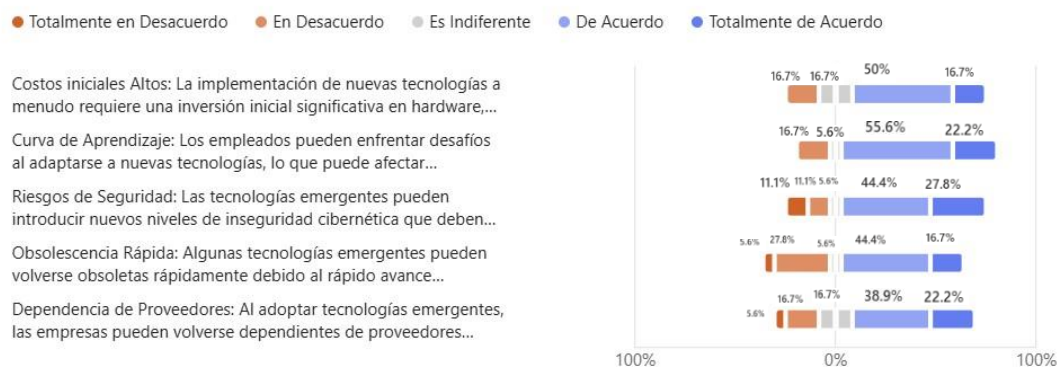 Totalmente en Desacuerdo En Desacuerdo Es Indiferente De Acuerdo Totalmente de Acuerdo
Costos iniciales Altos: La implementación de nuevas tecnologías a
menudo requiere una inversión inicial significativa en hardware,...
16.7% 16.7% 50% 16.7%
Curva de Aprendizaje: Los empleados pueden enfrentar desafíos
al adaptarse a nuevas tecnologías, lo que puede afectar...
16.7% 5.6% 55.6% 22.2%
Riesgos de Seguridad: Las tecnologías emergentes pueden
introducir nuevos niveles de inseguridad cibernética que deben...
11.1% 11.1% 5.6% 44.4% 27.8%
Obsolescencia Rápida: Algunas tecnologías emergentes pueden
volverse obsoletas rápidamente debido al rápido avance...
5.6% 27.8% 5.6% 44.4% 16.7%
Dependencia de Proveedores: Al adoptar tecnologías emergentes,
las empresas pueden volverse dependientes de proveedores...
5.6% 16.7% 16.7% 38.9% 22.2%
100% 0% 100%